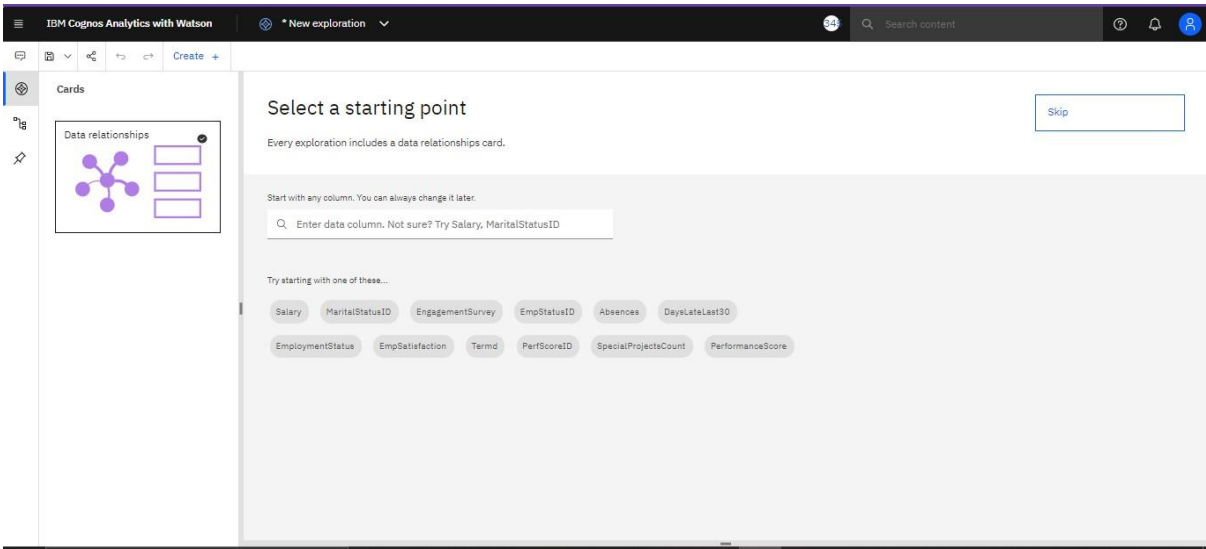 IBM Cognos Analytics with Watson
* New exploration
Search content
Create +
Cards
Data relationships
Select a starting point
Every exploration includes a data relationships card.
Skip
Start with any column. You can always change it later.
Enter data column. Not sure? Try Salary, MaritalStatusID
Try starting with one of these...
Salary MaritalStatusID EngagementSurvey EmpStatusID Absences DaysLateLast30
EmploymentStatus EmpSatisfaction Termd PerfScoreID SpecialProjectsCount PerformanceScore